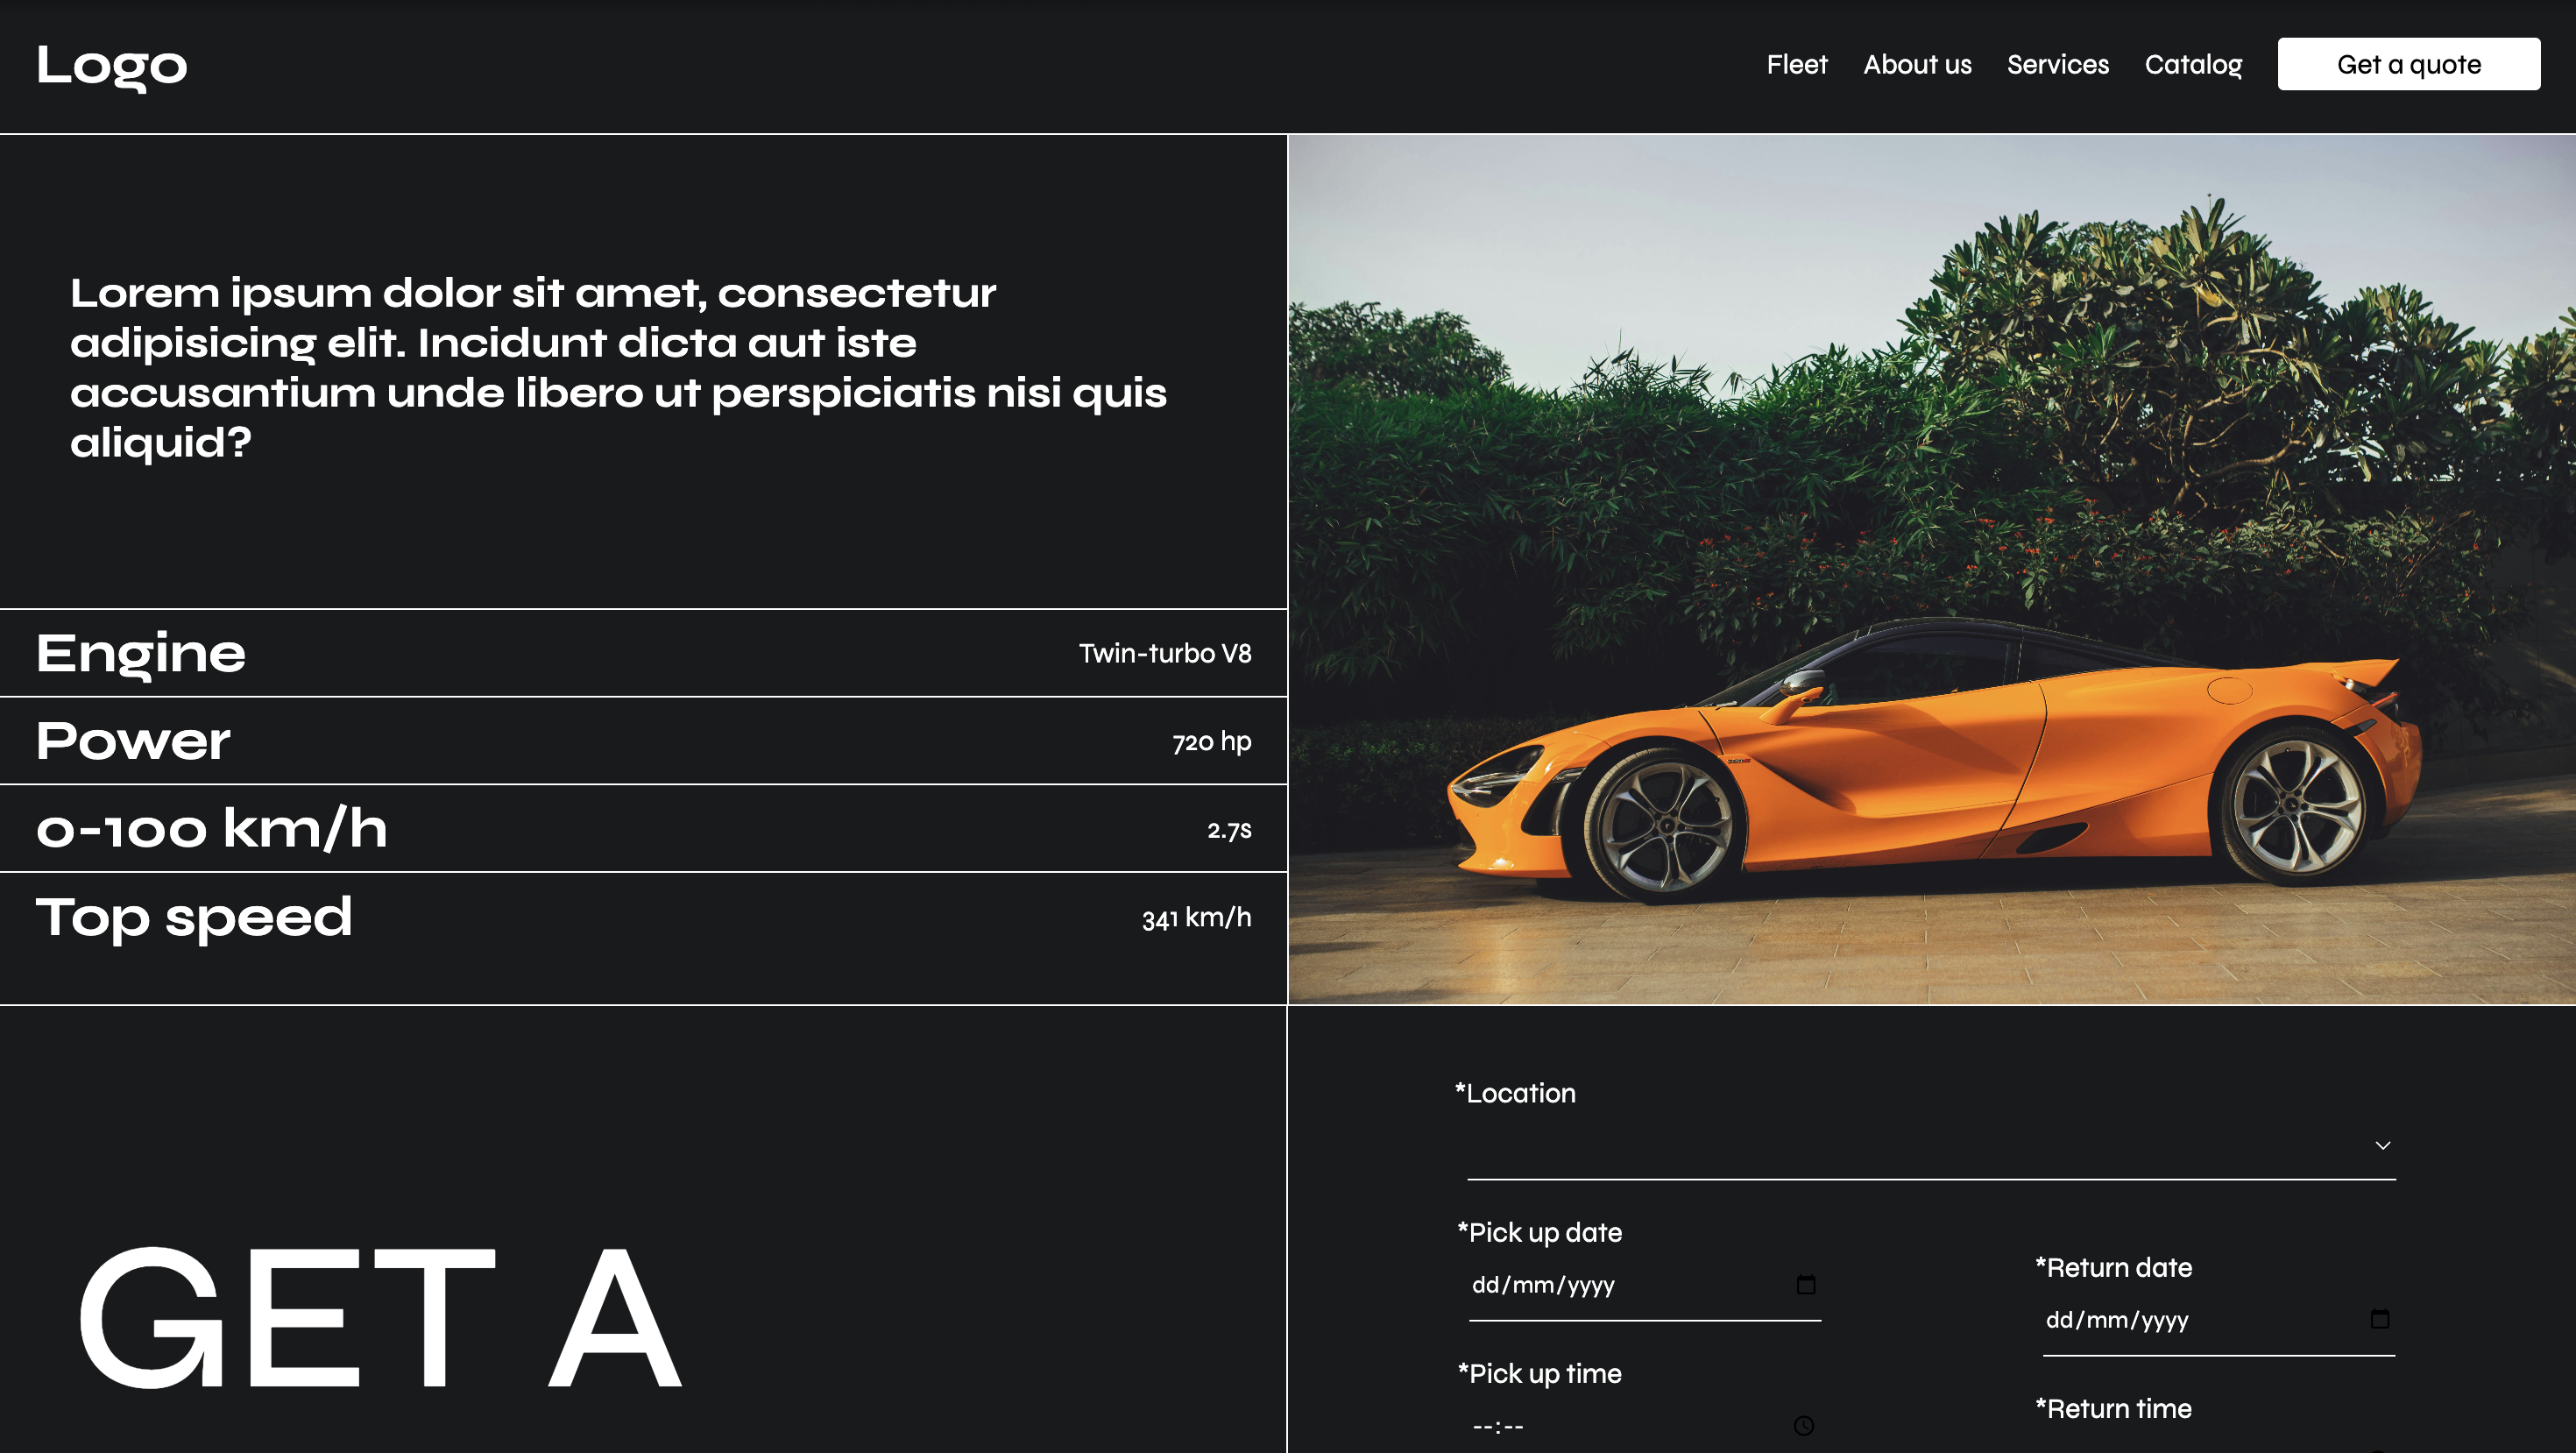 Logo
Fleet About us Services Catalog Get a quote
Lorem ipsum dolor sit amet, consectetur
adipisicing elit. Incidunt dicta aut iste
accusantium unde libero ut perspiciatis nisi quis
aliquid?
Engine Twin-turbo V8
Power 720 hp
0-100 km/h 2.7s
Top speed 341 km/h
*Location
*Pick up date
dd/mm/yyyy
*Return date
dd/mm/yyyy
*Pick up time
--:--
*Return time
GET A